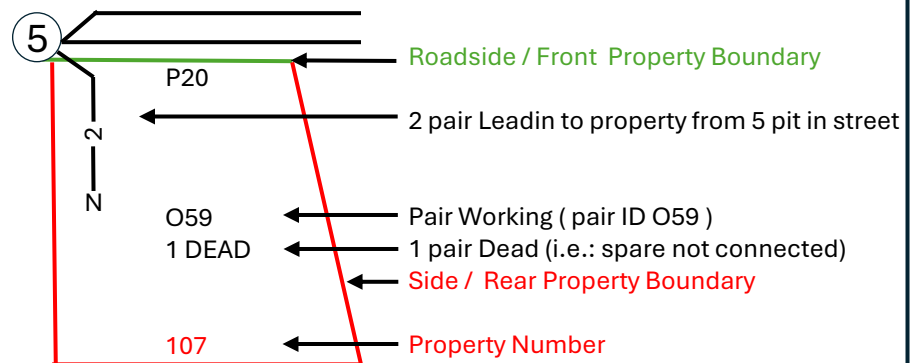 5
Roadside / Front Property Boundary
P20
2 pair Leadin to property from 5 pit in street
2
N
O59
Pair Working ( pair ID O59 )
1 DEAD
1 pair Dead (i.e.: spare not connected)
Side / Rear Property Boundary
107
Property Number